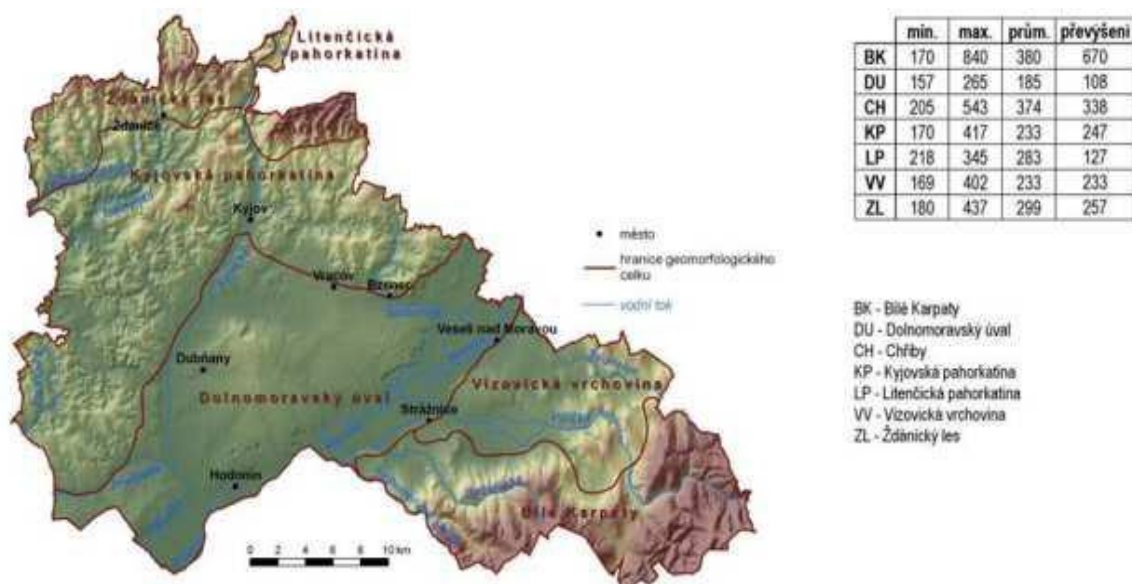 Litenčická
pahorkatina
Ždánický les
Ždánice
Kyjovská pahorkatina
Kyjov
Vracov
Bzenec
Veselí nad Moravou
Dubňany
Vizovická vrchovina
Dolnomoravský úval
Strážnice
Hodonín
Bílé Karpaty
0 2 4 6 8 10 km
město
hranice geomorfologického
celku
vodní tok
min. max. prům. převýšení
BK 170 840 380 670
DU 157 265 185 108
CH 205 543 374 338
KP 170 417 233 247
LP 218 345 283 127
VV 169 402 233 233
ZL 180 437 299 257
BK - Bílé Karpaty
DU - Dolnomoravský úval
CH - Chřiby
KP - Kyjovská pahorkatina
LP - Litenčická pahorkatina
VV - Vizovická vrchovina
ZL - Ždánický les